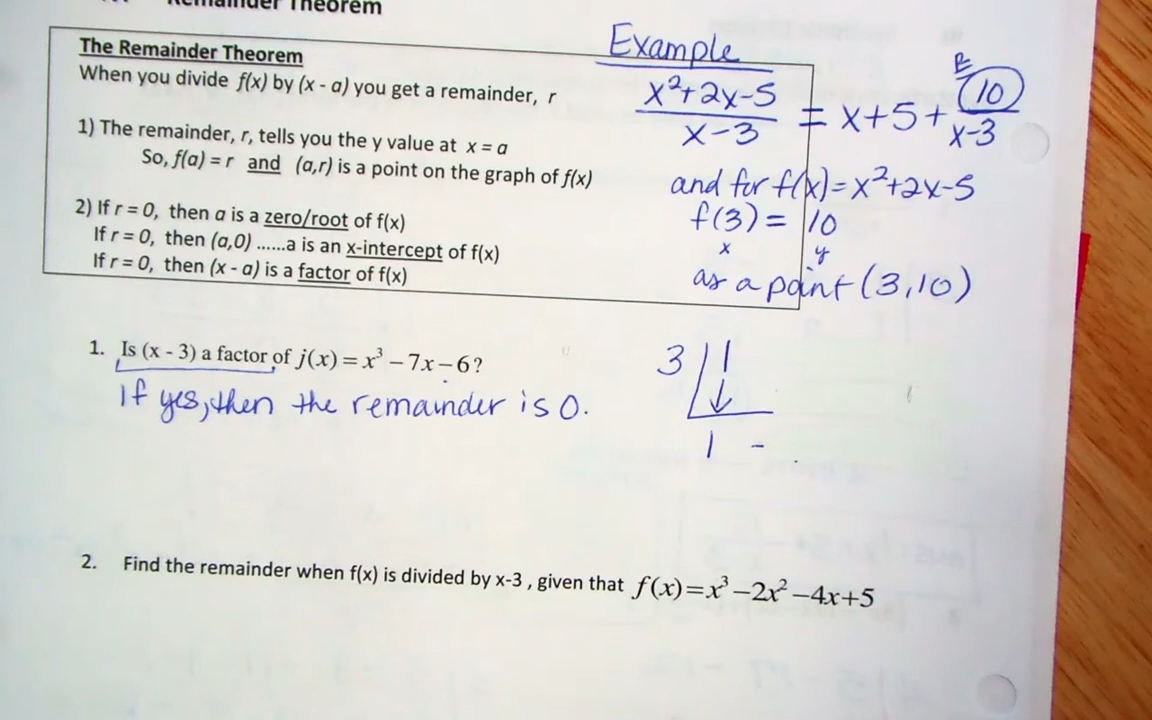 Remainder Theorem
The Remainder Theorem
When you divide f(x) by (x - a) you get a remainder, r
1) The remainder, r, tells you the y value at x = a
So, f(a) = r and (a,r) is a point on the graph of f(x)
2) If r = 0, then a is a zero/root of f(x)
If r = 0, then (a,0) ......a is an x-intercept of f(x)
If r = 0, then (x - a) is a factor of f(x)
Example
R
x²+2x-5
x-3
= x+5+
10
x-3
and for f(x)=x²+2x-5
f(3) = 10
x y
as a point (3,10)
1. Is (x - 3) a factor of j(x) = x³ – 7x – 6?
If yes, then the remainder is 0.
3 1
1 -
2. Find the remainder when f(x) is divided by x-3 , given that f(x)=x³–2x²–4x+5